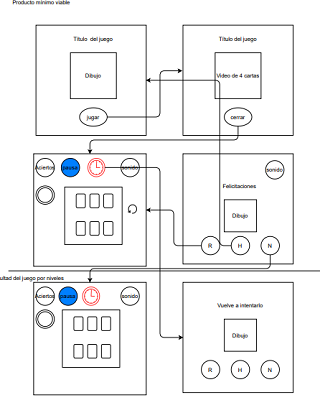 Producto mínimo viable
Título del juego
Título del juego
Dibujo
Video de 4 cartas
jugar
cerrar
Aciertos
pausa
sonido
sonido
Felicitaciones
Dibujo
R
H
N
ultad del juego por niveles
Aciertos
pausa
sonido
Vuelve a intentarlo
Dibujo
R
H
N